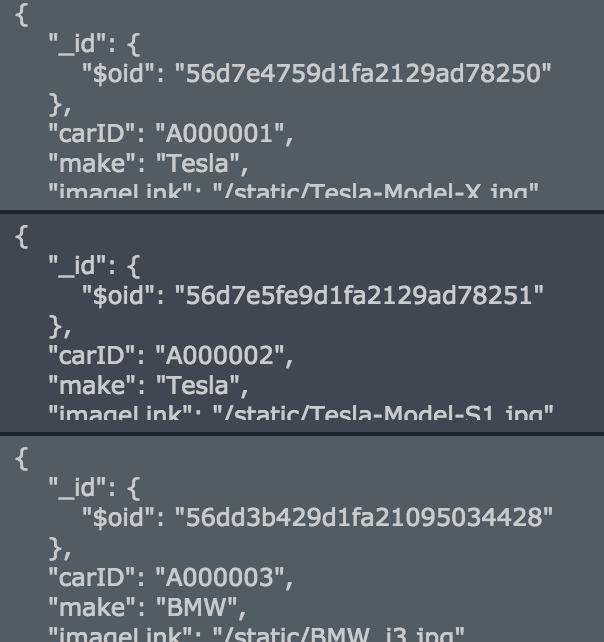 {
"_id": {
"$oid": "56d7e4759d1fa2129ad78250"
},
"carID": "A000001",
"make": "Tesla",
"imageLink": "/static/Tesla-Model-X.jpg"
{
"_id": {
"$oid": "56d7e5fe9d1fa2129ad78251"
},
"carID": "A000002",
"make": "Tesla",
"imageLink": "/static/Tesla-Model-S1.jpg"
{
"_id": {
"$oid": "56dd3b429d1fa21095034428"
},
"carID": "A000003",
"make": "BMW",
"imageLink": "/static/BMW_i3.jpg"